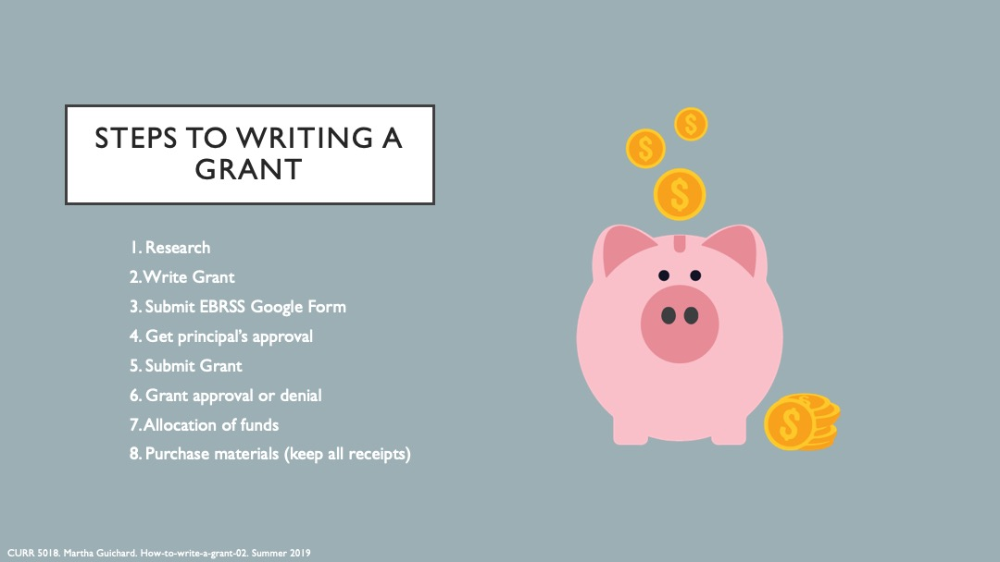 STEPS TO WRITING A
GRANT
1. Research
2. Write Grant
3. Submit EBRSS Google Form
4. Get principal's approval
5. Submit Grant
6. Grant approval or denial
7. Allocation of funds
8. Purchase materials (keep all receipts)
$
$
$
$
$
CURR 5018. Martha Guichard. How-to-write-a-grant-02. Summer 2019